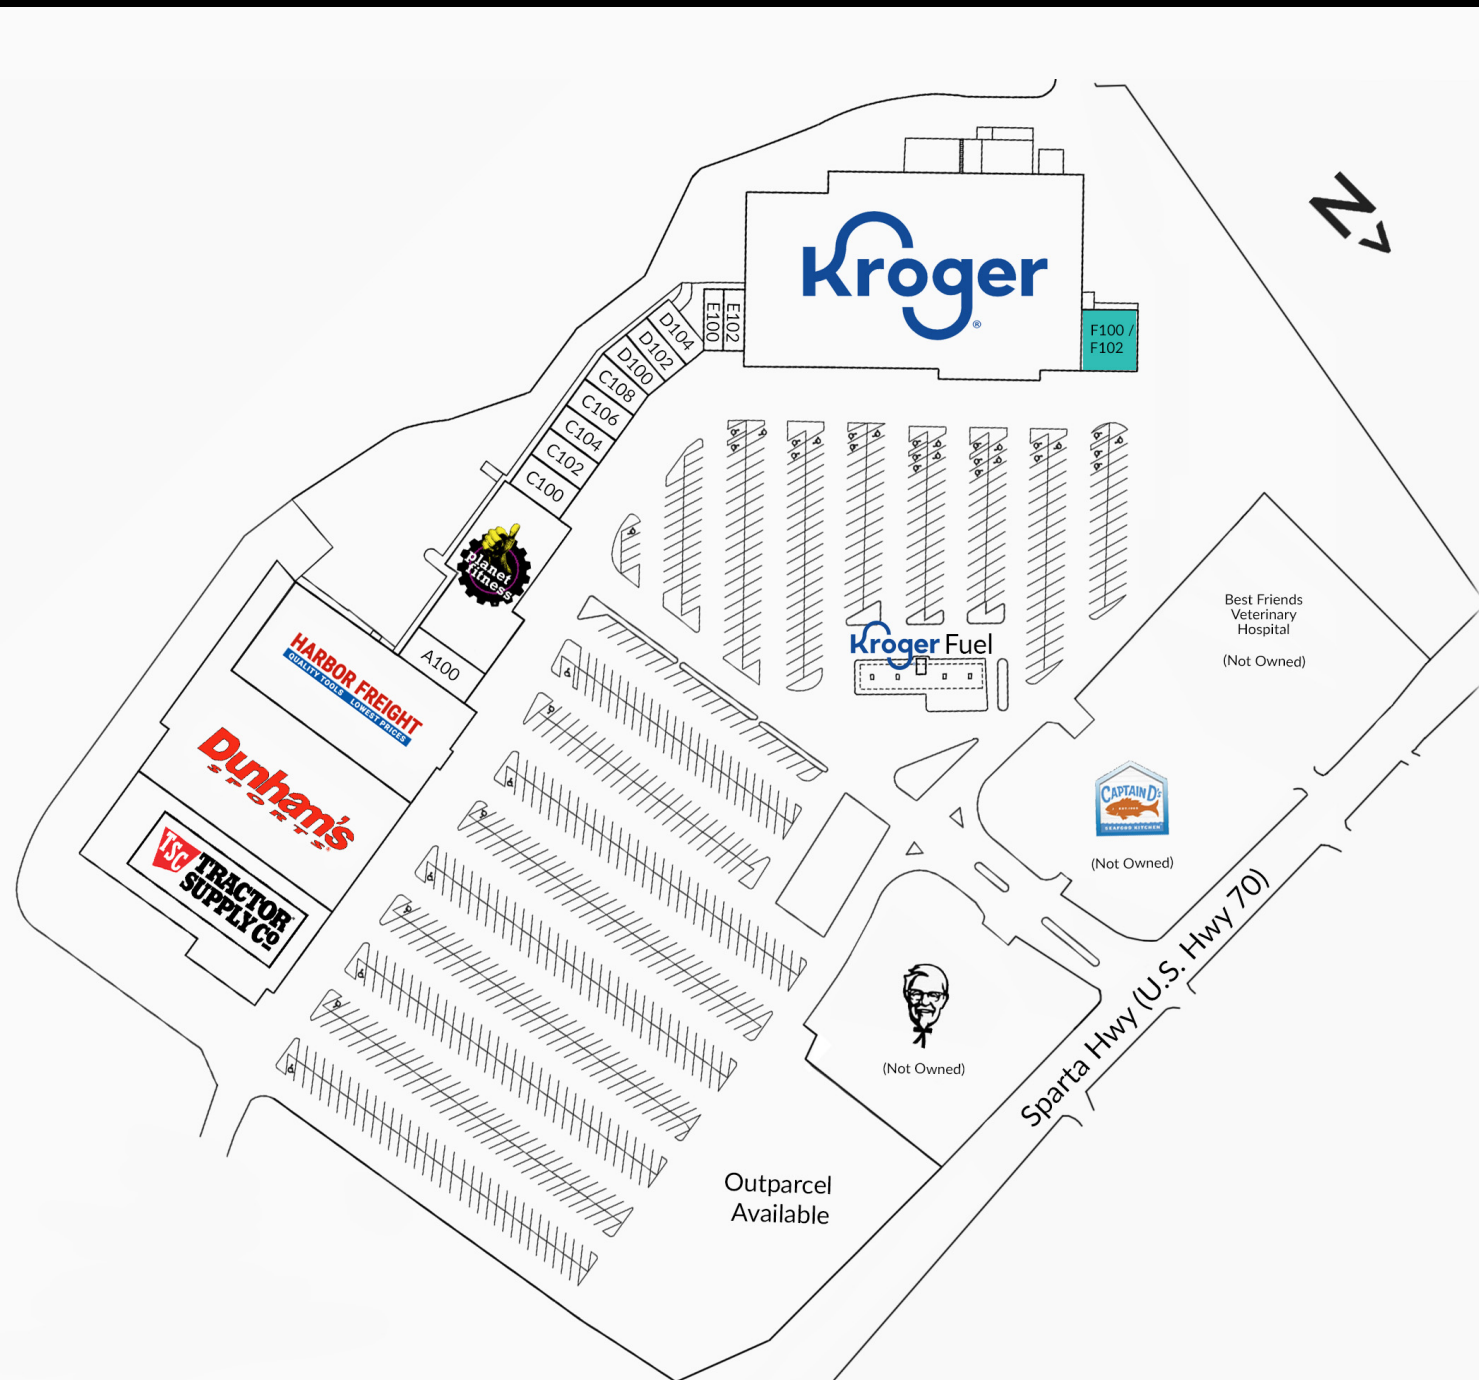 N
Kroger
®
F100 /
F102
E102
E100
D104
D102
D100
C108
C106
C104
C102
C100
planet
fitness
A100
HARBOR FREIGHT
QUALITY TOOLS LOWEST PRICES
Dunham's
SPORTS
TSC
TRACTOR
SUPPLY CO
Kroger Fuel
Best Friends
Veterinary
Hospital
(Not Owned)
CAPTAIN D's
SEAFOOD KITCHEN
(Not Owned)
(Not Owned)
Sparta Hwy (U.S. Hwy 70)
Outparcel
Available